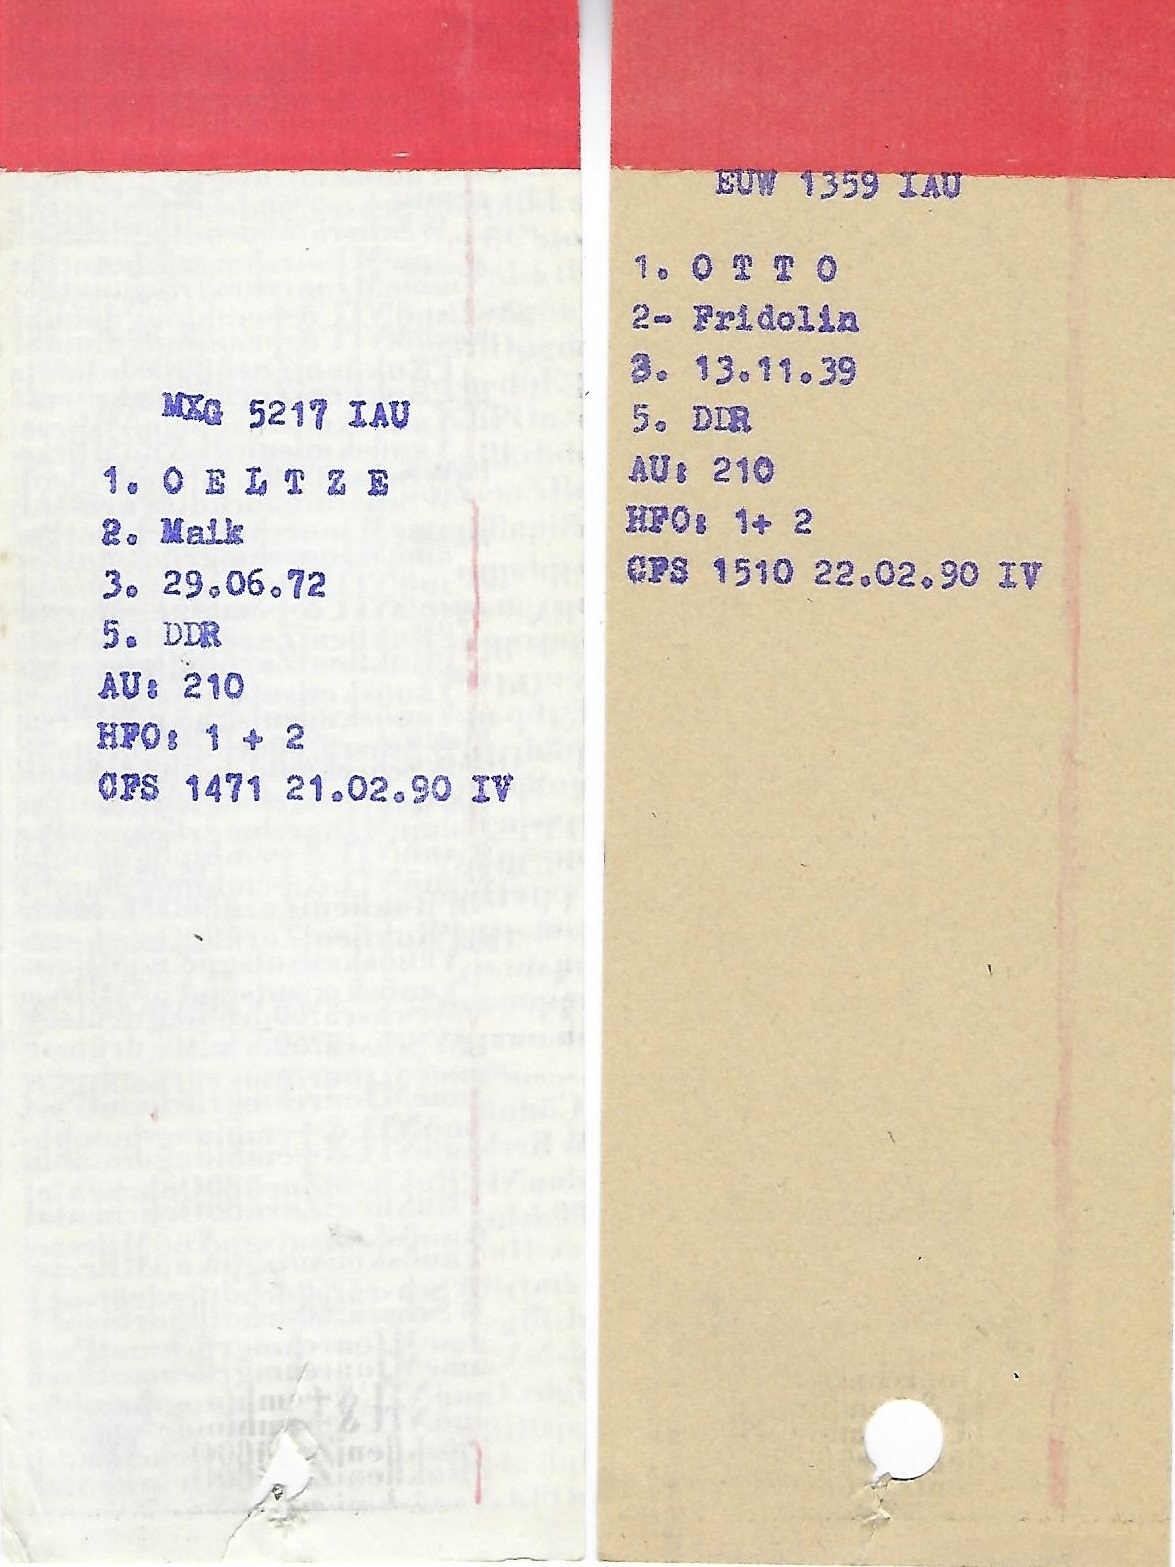 MXG 5217 IAU
1. O E L T Z E
2. Maik
3. 29.06.72
5. DDR
AU: 210
HFO: 1 + 2
CFS 1471 21.02.90 IV
EUW 1359 IAU
1. O T T O
2- Fridolin
3. 13.11.39
5. DDR
AU: 210
HFO: 1+ 2
CFS 1510 22.02.90 IV